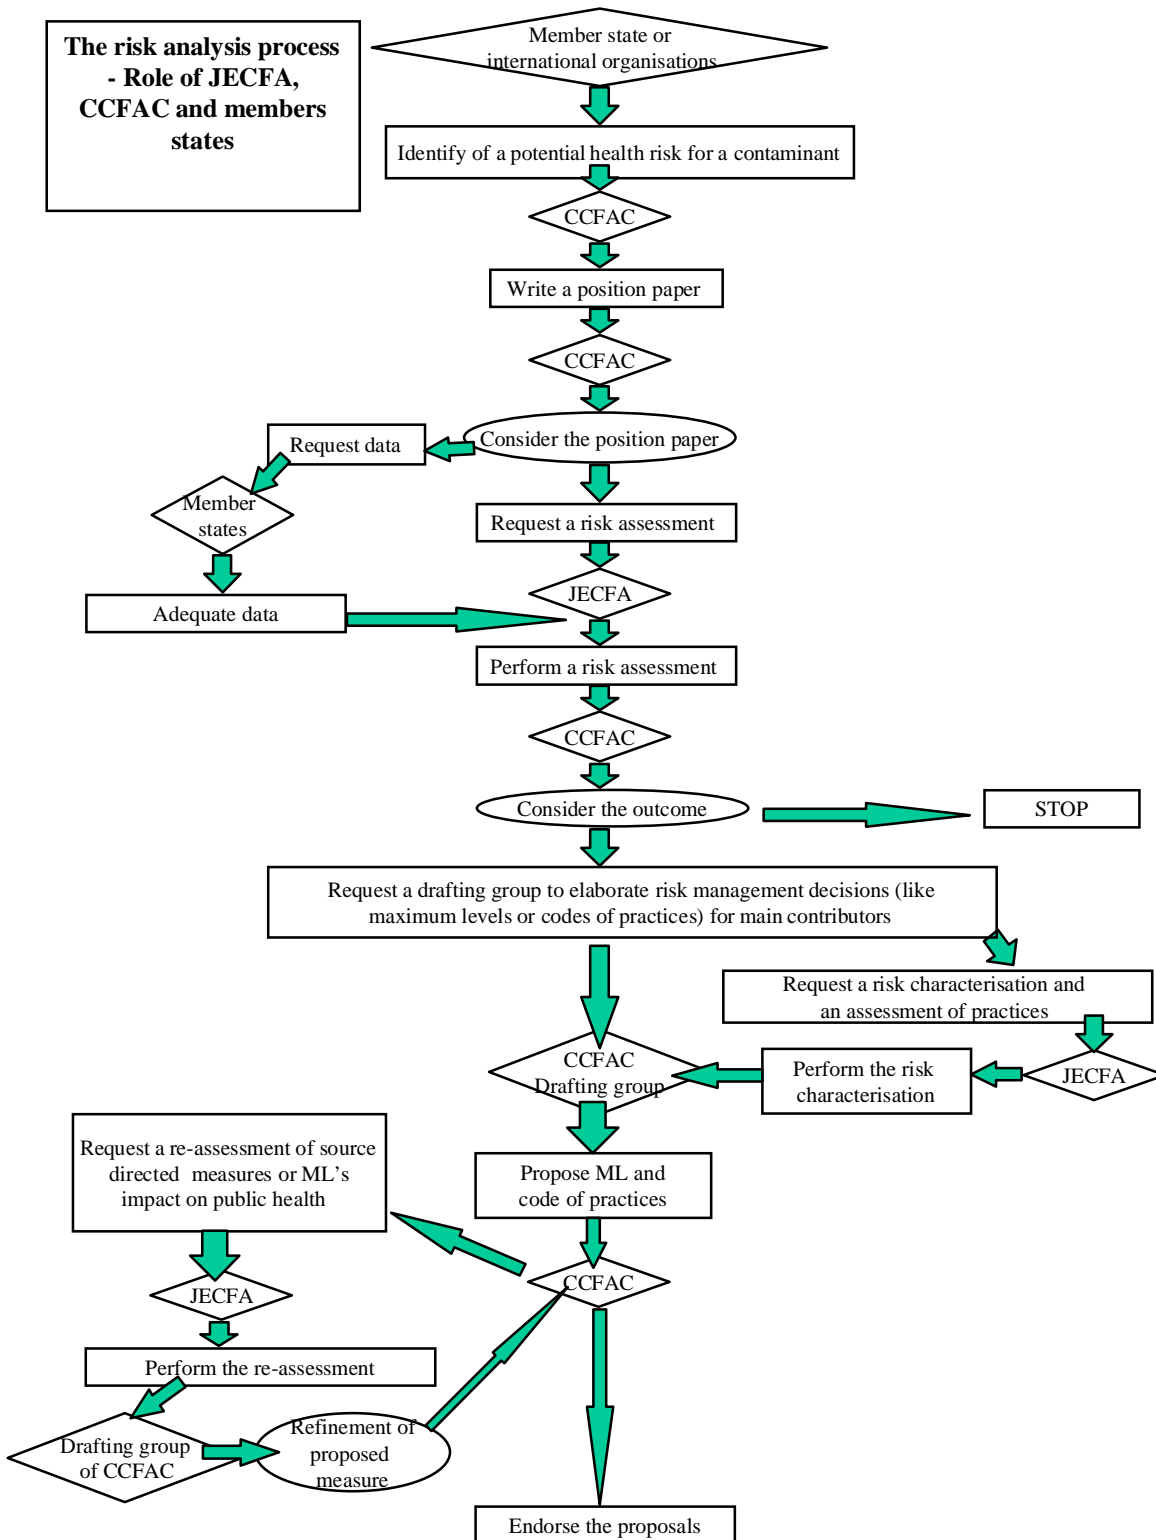 The risk analysis process
- Role of JECFA,
CCFAC and members
states
Member state or
international organisations
Identify of a potential health risk for a contaminant
CCFAC
Write a position paper
CCFAC
Consider the position paper
Request data
Member
states
Request a risk assessment
JECFA
Adequate data
Perform a risk assessment
CCFAC
Consider the outcome
STOP
Request a drafting group to elaborate risk management decisions (like
maximum levels or codes of practices) for main contributors
Request a risk characterisation and
an assessment of practices
CCFAC
Drafting group
Perform the risk
characterisation
JECFA
Request a re-assessment of source
directed measures or ML’s
impact on public health
Propose ML and
code of practices
CCFAC
JECFA
Perform the re-assessment
Drafting group
of CCFAC
Refinement of
proposed
measure
Endorse the proposals